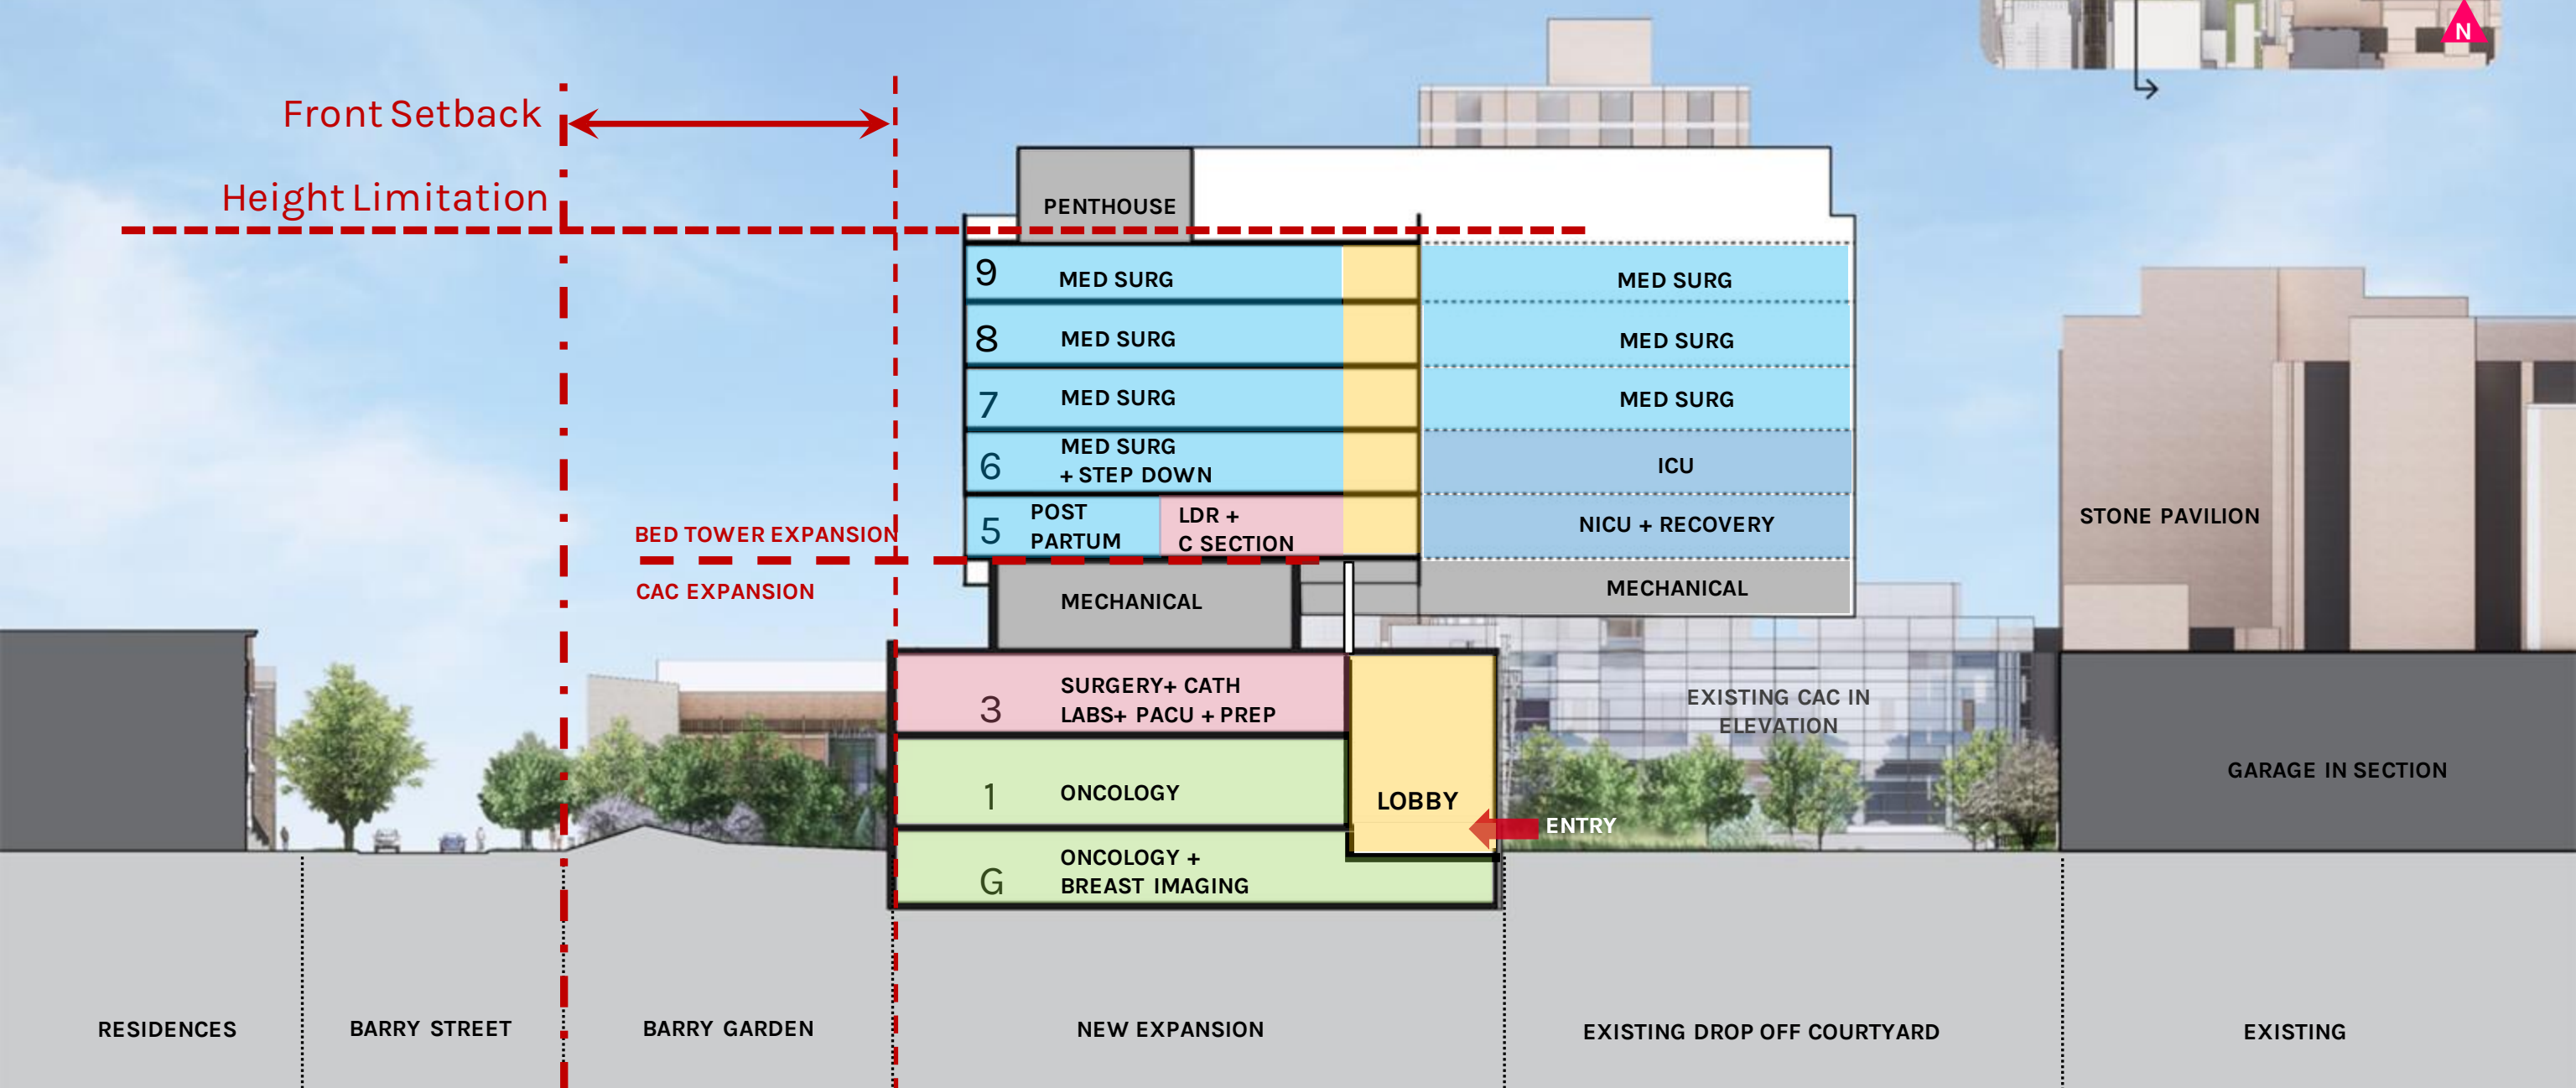 N
Front Setback
Height Limitation
PENTHOUSE
9 MED SURG MED SURG
8 MED SURG MED SURG
7 MED SURG MED SURG
6 MED SURG
+ STEP DOWN
ICU
5 POST
PARTUM
LDR +
C SECTION
NICU + RECOVERY
STONE PAVILION
BED TOWER EXPANSION
CAC EXPANSION
MECHANICAL
MECHANICAL
3 SURGERY+ CATH
LABS+ PACU + PREP
EXISTING CAC IN
ELEVATION
1 ONCOLOGY
LOBBY
ENTRY
GARAGE IN SECTION
G ONCOLOGY +
BREAST IMAGING
RESIDENCES
BARRY STREET
BARRY GARDEN
NEW EXPANSION
EXISTING DROP OFF COURTYARD
EXISTING